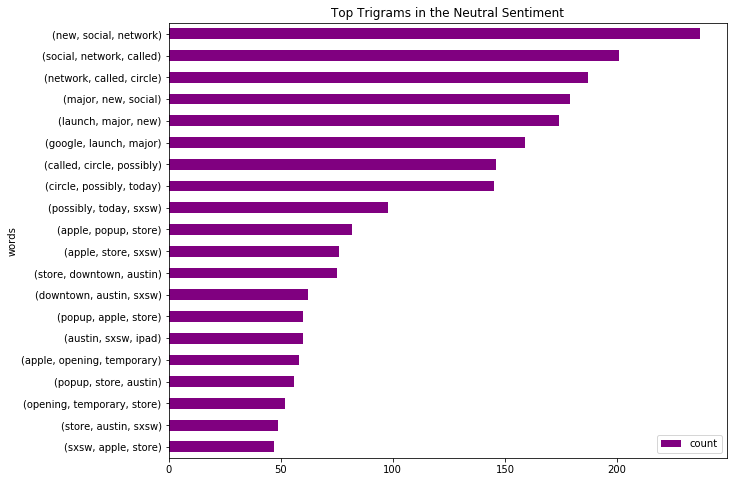 Top Trigrams in the Neutral Sentiment
(new, social, network)
(social, network, called)
(network, called, circle)
(major, new, social)
(launch, major, new)
(google, launch, major)
(called, circle, possibly)
(circle, possibly, today)
(possibly, today, sxsw)
(apple, popup, store)
(apple, store, sxsw)
(store, downtown, austin)
(downtown, austin, sxsw)
(popup, apple, store)
(austin, sxsw, ipad)
(apple, opening, temporary)
(popup, store, austin)
(opening, temporary, store)
(store, austin, sxsw)
(sxsw, apple, store)
words
count
0 50 100 150 200